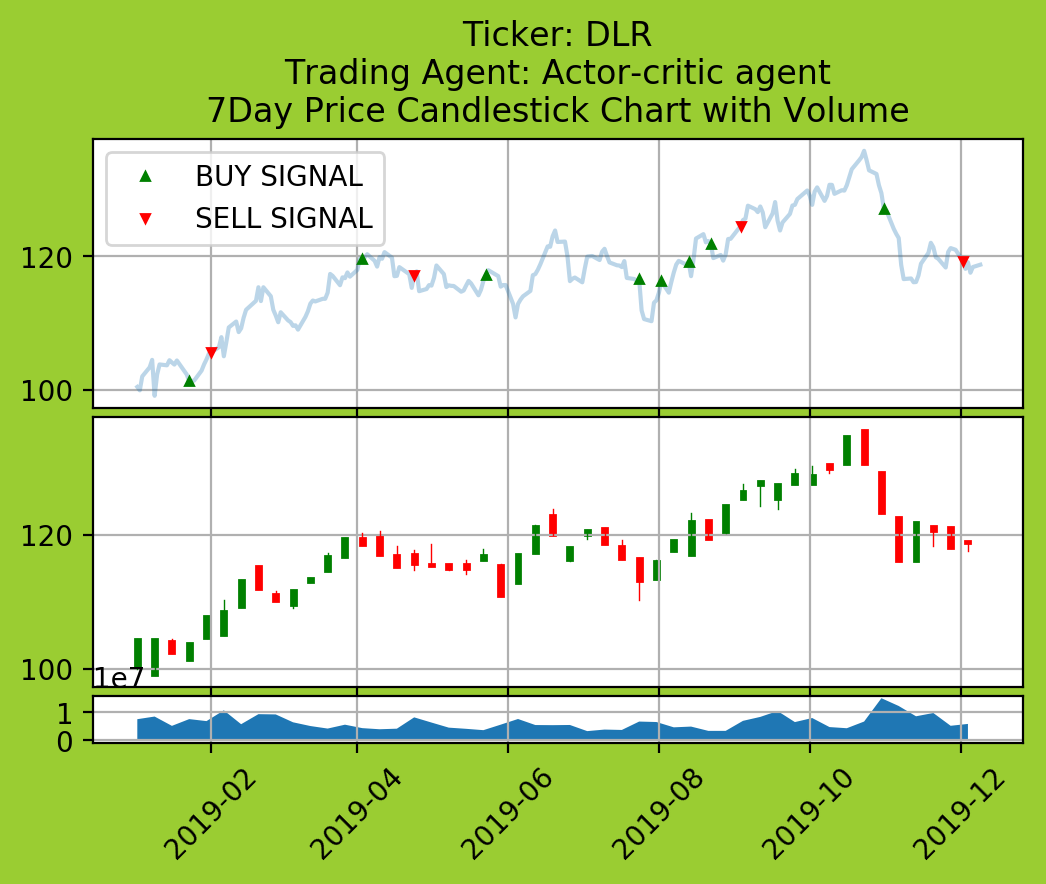 Ticker: DLR
Trading Agent: Actor-critic agent
7Day Price Candlestick Chart with Volume
BUY SIGNAL
SELL SIGNAL
120
100
120
100
1e7
1
0
2019-02
2019-04
2019-06
2019-08
2019-10
2019-12